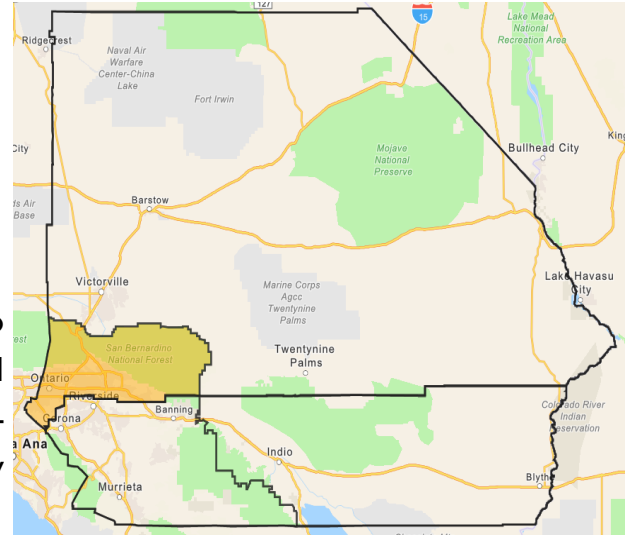 127
15
Lake Mead
National
Recreation Area
Naval Air
Warfare
Center-China
Lake
Fort Irwin
Mojave
National
Preserve
Bullhead City
King
City
ds Air
Base
Barstow
Victorville
Marine Corps
Agcc
Twentynine
Palms
Lake Havasu
City
est
San Bernardino
National Forest
Twentynine
Palms
Ontario
Riverside
Corona
a Ana
Banning
Colorado River
Indian
Reservation
Indio
Blythe
Murrieta